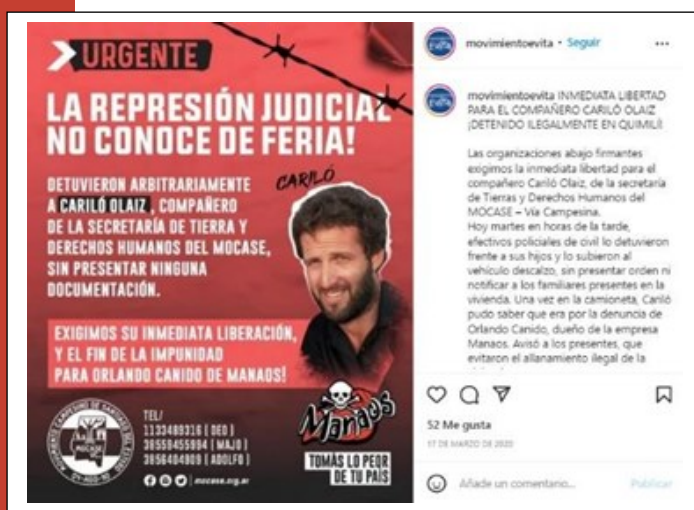 URGENTE
LA REPRESIÓN JUDICIAL
NO CONOCE DE FERIA!
DETUVIERON ARBITRARIAMENTE
A CARILÓ OLAIZ, COMPAÑERO
DE LA SECRETARÍA DE TIERRA Y
DERECHOS HUMANOS DEL MOCASE,
SIN PRESENTAR NINGUNA
DOCUMENTACIÓN.
CARILÓ
EXIGIMOS SU INMEDIATA LIBERACIÓN,
Y EL FIN DE LA IMPUNIDAD
PARA ORLANDO CANIDO DE MANAOS!
MOVIMIENTO CAMPESINO DE SANTIAGO DEL ESTERO
MOCASE
TEL/
1133489316 ( DEO )
( MAJO )
3856404909 ( ADOLFO )
mocase.org.ar
Manaos
TOMÁS LO PEOR
DE TU PAÍS
movimientoevita • Seguir
movimientoevita INMEDIATA LIBERTAD
PARA EL COMPAÑERO CARILÓ OLAIZ
¡DETENIDO ILEGALMENTE EN QUIMILÍ!
Las organizaciones abajo firmantes
exigimos la inmediata libertad para el
compañero Cariló Olaiz, de la secretaría
de Tierras y Derechos Humanos del
MOCASE – Vía Campesina.
Hoy martes en horas de la tarde,
efectivos policiales de civil lo detuvieron
frente a sus hijos y lo subieron al
vehículo descalzo, sin presentar orden ni
notificar a los familiares presentes en la
vivienda. Una vez en la camioneta, Cariló
pudo saber que era por la denuncia de
Orlando Canido, dueño de la empresa
Manaos. Avisó a los presentes, que
evitaron el allanamiento ilegal de la
52 Me gusta
17 DE MARZO DE 2020
Añade un comentario...
Publicar